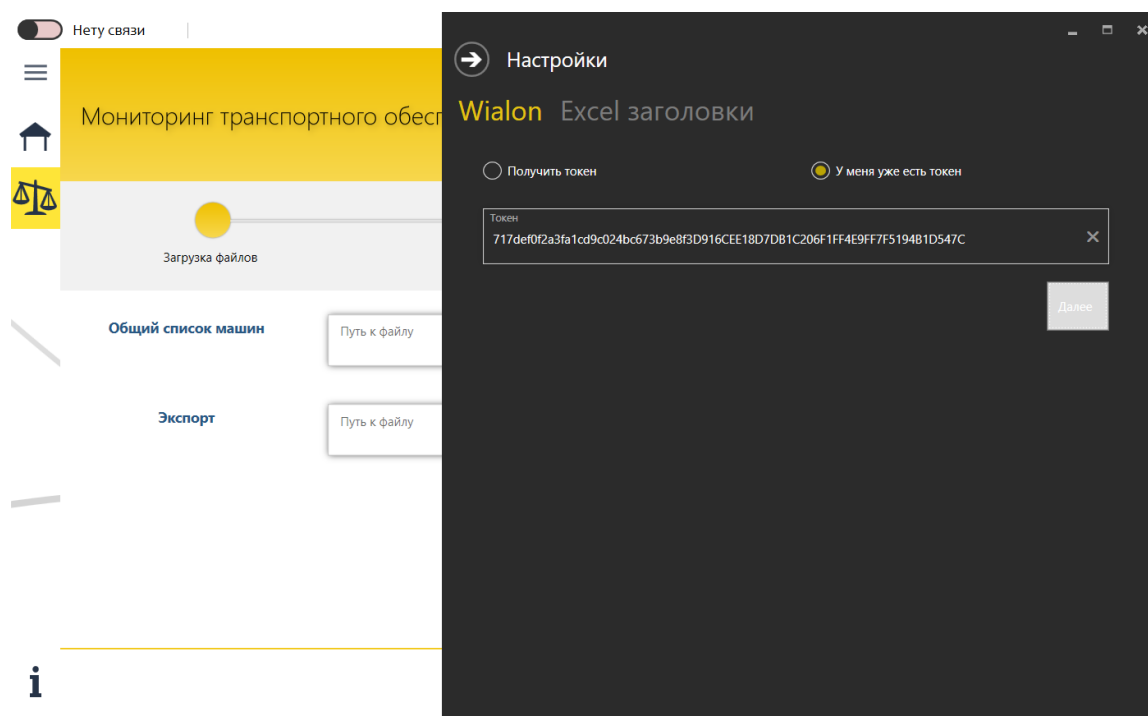 Нету связи
Мониторинг транспортного обесп
Загрузка файлов
Общий список машин
Путь к файлу
Экспорт
Путь к файлу
Настройки
Wialon Excel заголовки
Получить токен
У меня уже есть токен
Токен
717def0f2a3fa1cd9c024bc673b9e8f3D916CEE18D7DB1C206F1FF4E9FF7F5194B1D547C
Далее